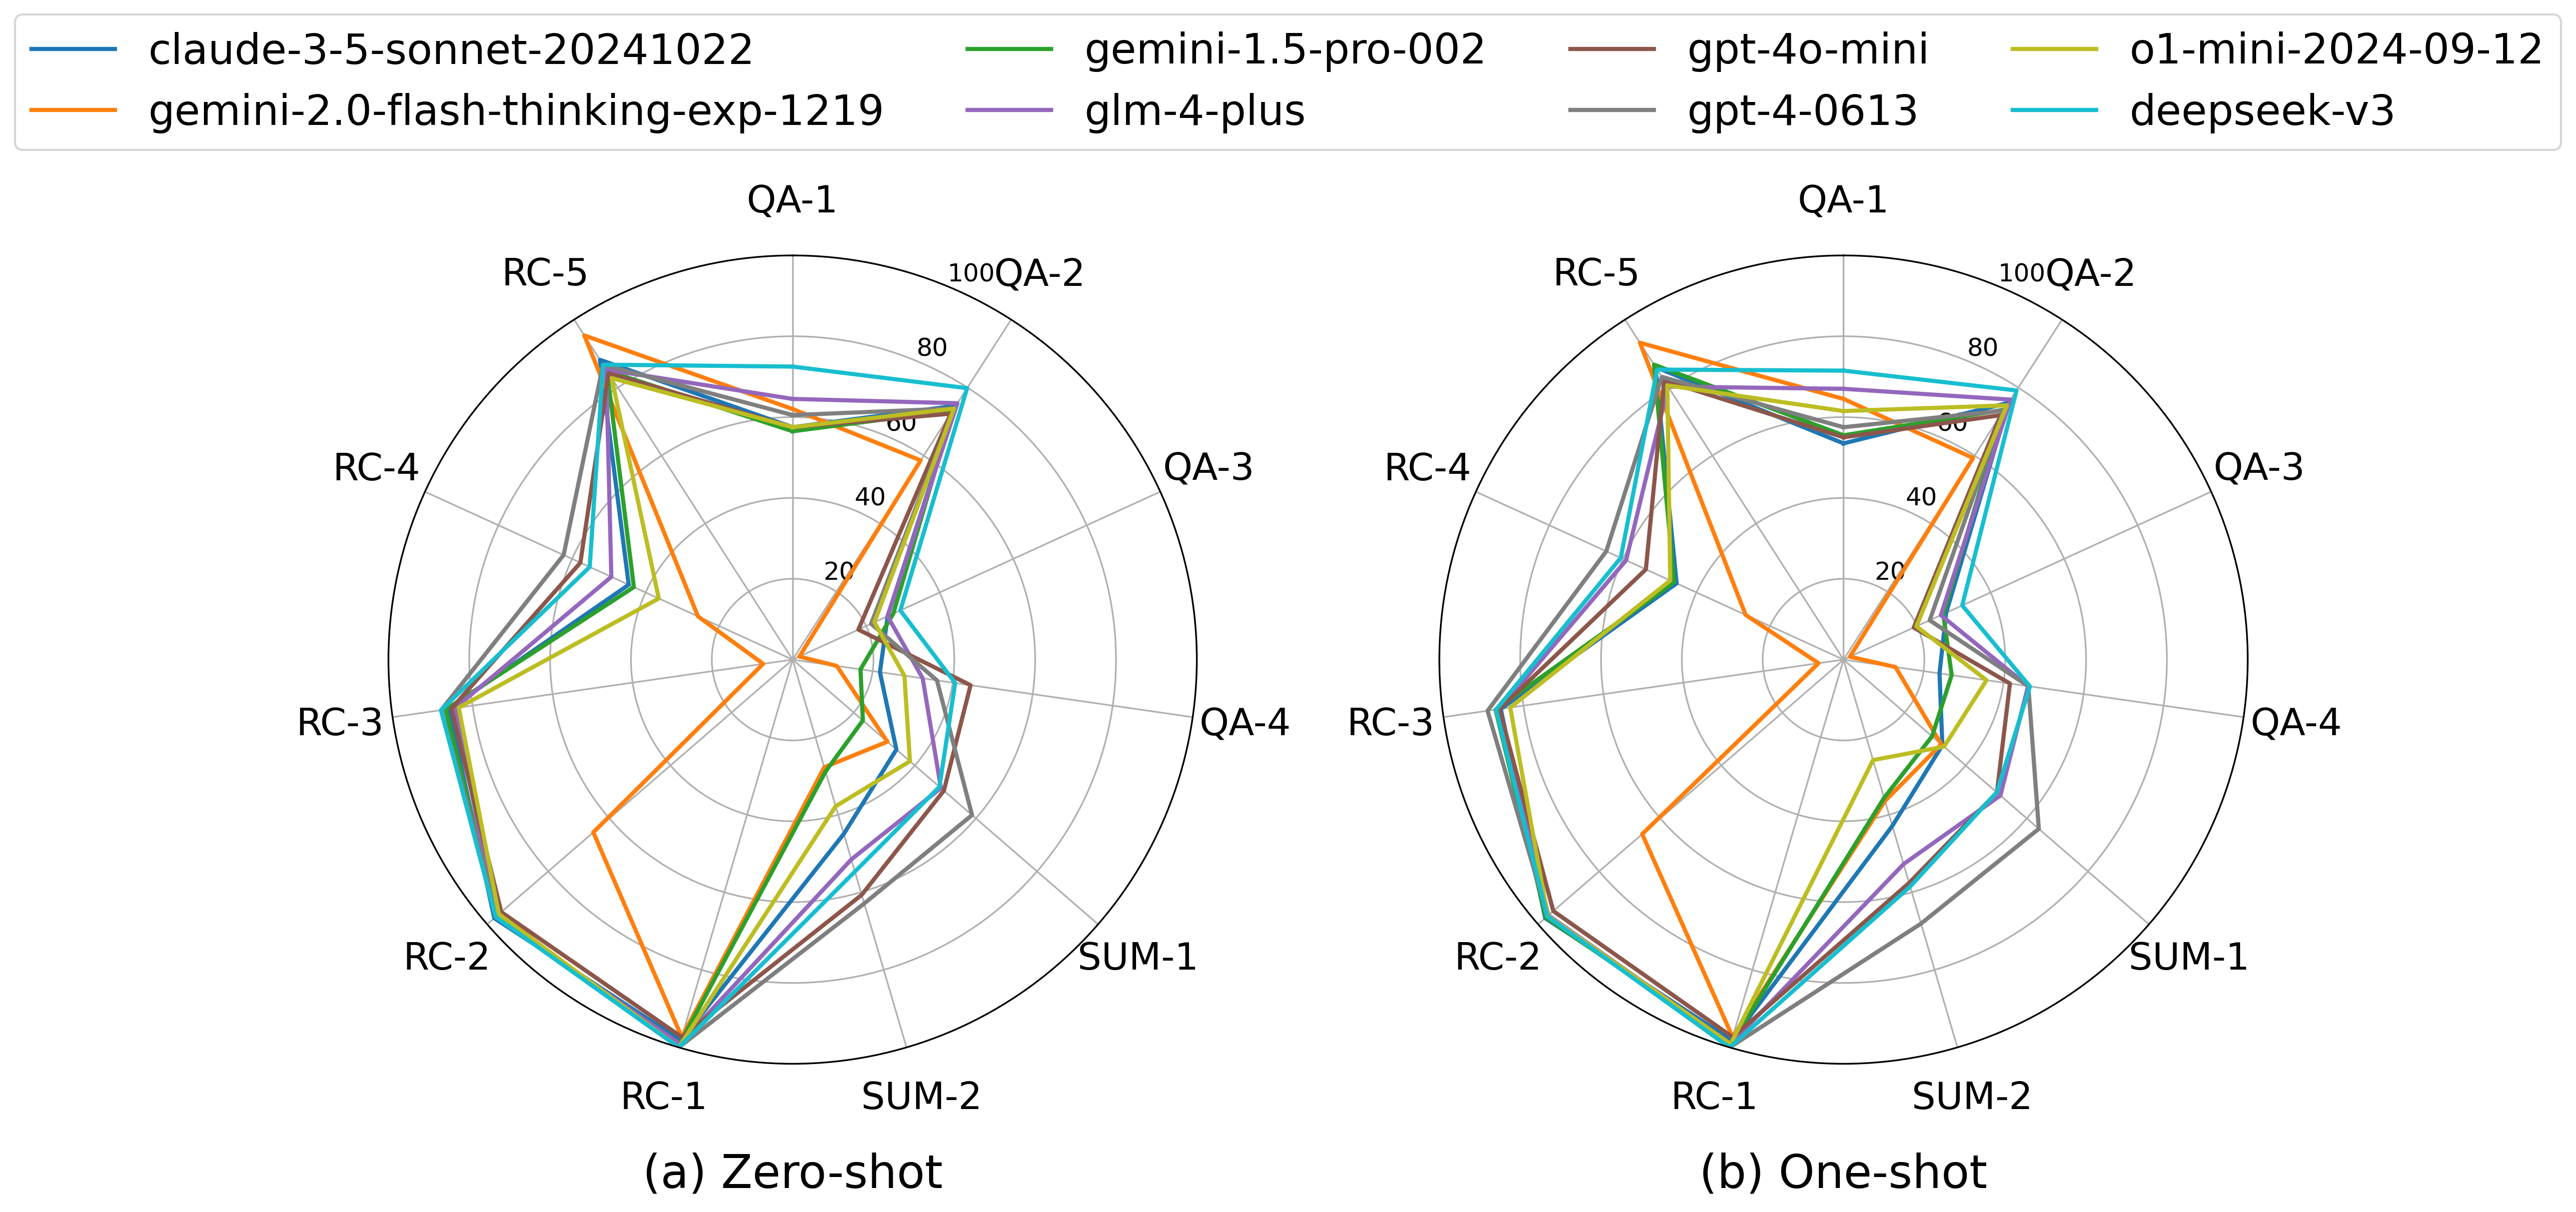 claude-3-5-sonnet-20241022
gemini-2.0-flash-thinking-exp-1219
gemini-1.5-pro-002
glm-4-plus
gpt-4o-mini
gpt-4-0613
o1-mini-2024-09-12
deepseek-v3
QA-1
QA-2
QA-3
QA-4
SUM-1
SUM-2
RC-1
RC-2
RC-3
RC-4
RC-5
20
40
60
80
100
(a) Zero-shot
QA-1
QA-2
QA-3
QA-4
SUM-1
SUM-2
RC-1
RC-2
RC-3
RC-4
RC-5
20
40
60
80
100
(b) One-shot